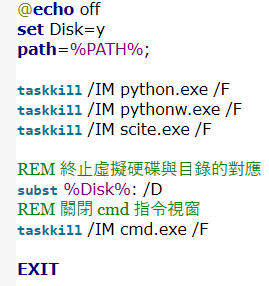 @echo off
set Disk=y
path=%PATH%;
taskkill /IM python.exe /F
taskkill /IM pythonw.exe /F
taskkill /IM scite.exe /F
REM 終止虛擬硬碟與目錄的對應
subst %Disk%: /D
REM 關閉 cmd 指令視窗
taskkill /IM cmd.exe /F
EXIT